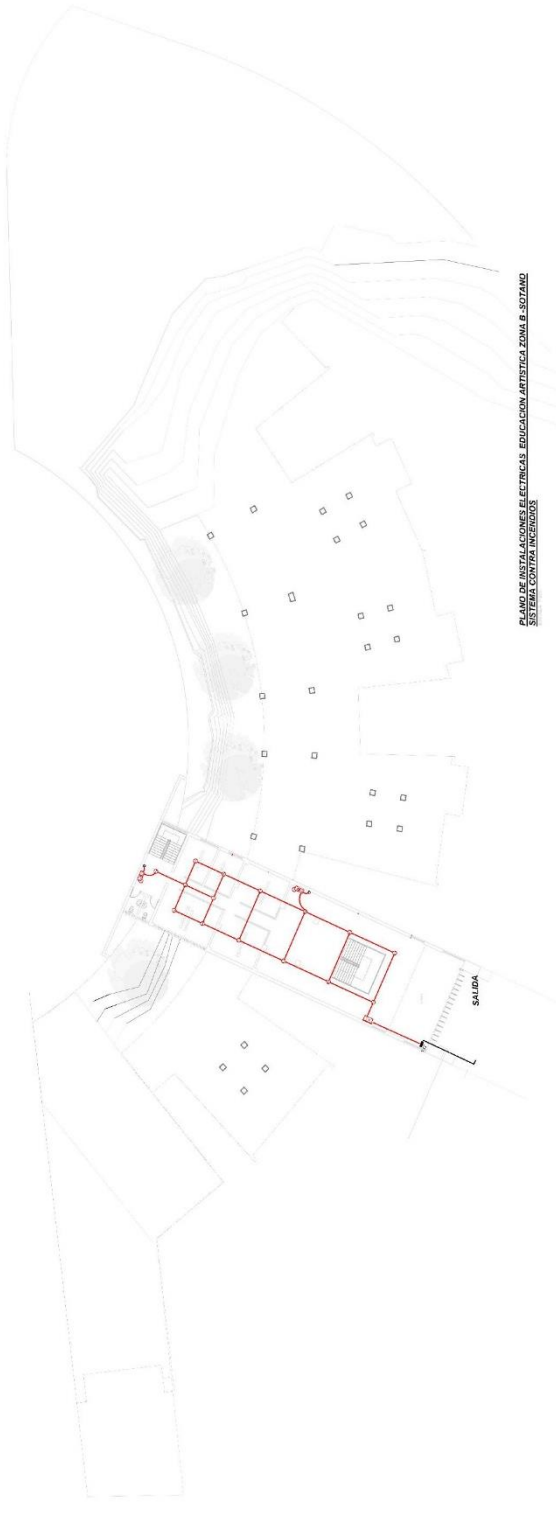 PLANO DE INSTALACIONES ELECTRICAS EDUCACION ARTISTICA ZONA B -SOTANO
SISTEMA CONTRA INCENDIOS
SALIDA